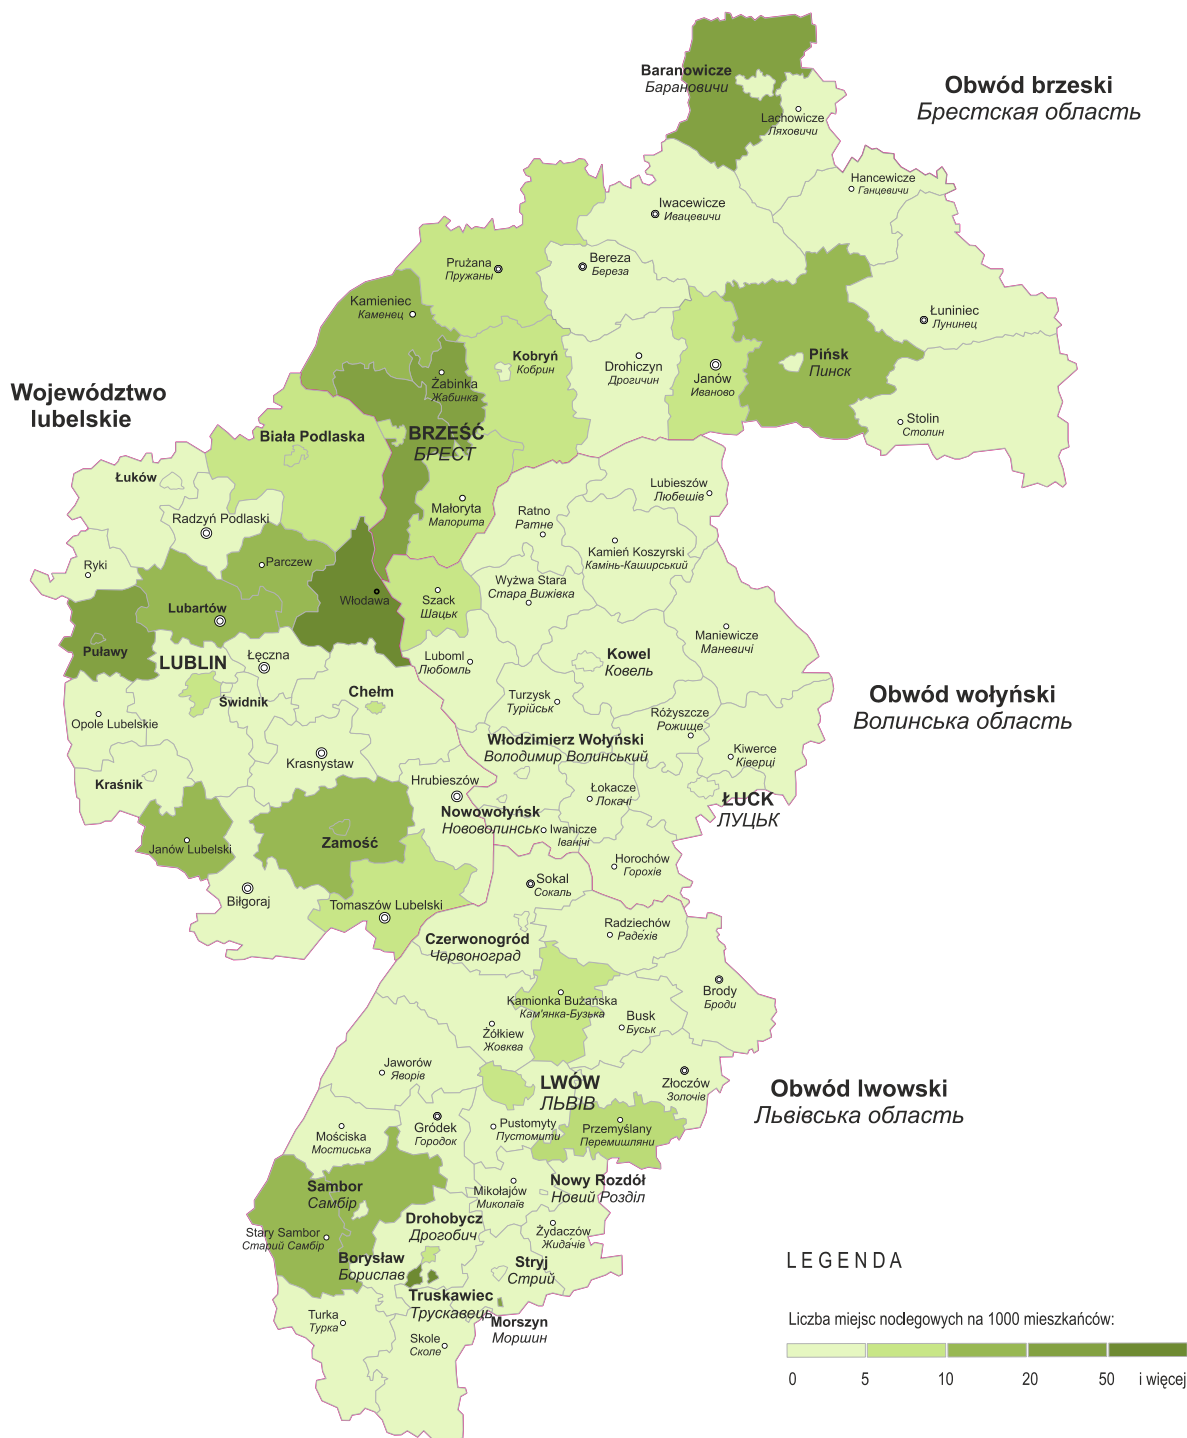 Baranowicze
Барановичи
Obwód brzeski
Брестская область
Lachowicze
Ляховичи
Hancewicze
Ганцевичи
Iwacewicze
Ивацевичи
Prużana
Пружаны
Bereza
Береза
Kamieniec
Каменец
Łuniniec
Лунинец
Kobryń
Кобрин
Drohiczyn
Дрогичин
Pińsk
Пинск
Janów
Иваново
Żabinka
Жабинка
Województwo
lubelskie
Stolin
Столин
Biała Podlaska
BRZEŚĆ
БРЕСТ
Łuków
Lubieszów
Любешів
Radzyń Podlaski
Małoryta
Малорита
Ratno
Ратне
Kamień Koszyrski
Камінь-Каширський
Ryki
Parczew
Wyżwa Stara
Стара Вижівка
Włodawa
Szack
Шацьк
Lubartów
Maniewicze
Маневичі
Puławy
LUBLIN
Łęczna
Luboml
Любомль
Kowel
Ковель
Chełm
Świdnik
Turzysk
Турійськ
Obwód wołyński
Волинська область
Opole Lubelskie
Różyszcze
Рожище
Włodzimierz Wołyński
Володимир Волинський
Kiwerce
Ківерці
Krasnystaw
Kraśnik
Hrubieszów
Łokacze
Локачі
ŁUCK
ЛУЦЬК
Nowowołyńsk
Нововолинськ
Iwanicze
Іванічі
Janów Lubelski
Zamość
Horochów
Горохів
Biłgoraj
Tomaszów Lubelski
Sokal
Сокаль
Radziechów
Радехів
Czerwonogród
Червоноград
Brody
Броди
Kamionka Bużańska
Кам'янка-Бузька
Busk
Буськ
Żółkiew
Жовква
Jaworów
Яворів
LWÓW
ЛЬВІВ
Złoczów
Золочів
Obwód lwowski
Львівська область
Gródek
Городок
Pustomyty
Пустомити
Przemyślany
Перемишляни
Mościska
Мостиська
Sambor
Самбір
Nowy Rozdół
Новий Розділ
Mikołajów
Миколаїв
Drohobycz
Дрогобич
Stary Sambor
Старий Самбір
Żydaczów
Жидачів
Borysław
Борислав
Stryj
Стрий
Truskawiec
Трускавець
Turka
Турка
Morszyn
Моршин
Skole
Сколе
LEGENDA
Liczba miejsc noclegowych na 1000 mieszkańców:
0 5 10 20 50 i więcej